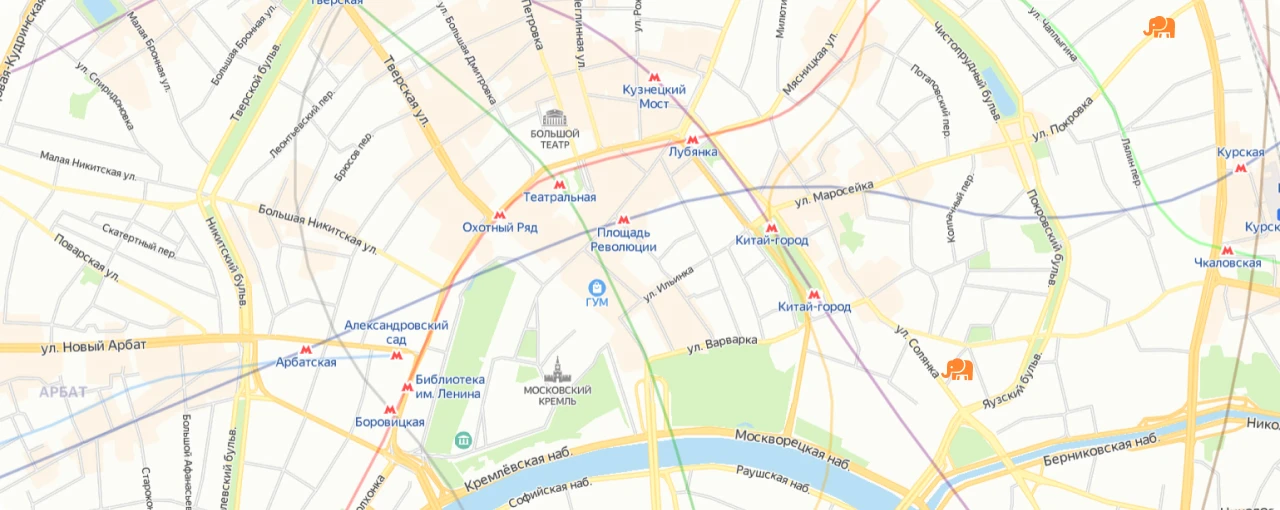 Тверская
Малая Бронная ул.
Большая Бронная ул.
ул. Спиридоновка
Тверской бульв.
Леонтьевский пер.
Брюсов пер.
Тверская ул.
ул. Большая Дмитровка
Петровка
Кузнецкий
Мост
Мясницкая ул.
Чистопрудный бульв.
ул. Чаплыгина
Потаповский пер.
ул. Покровка
Лялин пер.
Курская
БОЛЬШОЙ
ТЕАТР
Лубянка
Малая Никитская ул.
Театральная
ул. Маросейка
Колпачный пер.
Покровский бульв.
Скатертный пер.
Поварская ул.
Никитский бульв.
Большая Никитская ул.
Охотный Ряд
Площадь
Революции
Китай-город
Чкаловская
ул. Ильинка
ГУМ
Китай-город
Александровский
сад
ул. Новый Арбат
Арбатская
ул. Варварка
ул. Солянка
АРБАТ
Библиотека
им. Ленина
МОСКОВСКИЙ
КРЕМЛЬ
Яузский бульв.
Боровицкая
Кремлёвская наб.
Москворецкая наб.
Берниковская наб.
Софийская наб.
Раушская наб.